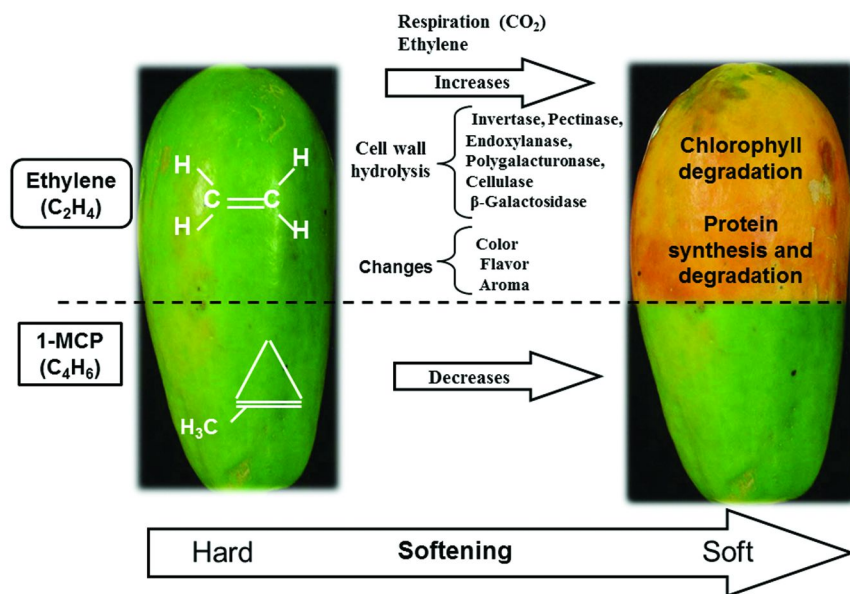 Respiration (CO₂)
Ethylene
Increases
Ethylene
(C₂H₄)
H
H
C
C
H
H
Cell wall
hydrolysis
Invertase, Pectinase,
Endoxylanase,
Polygalacturonase,
Cellulase
β-Galactosidase
Changes
Color
Flavor
Aroma
Chlorophyll
degradation
Protein
synthesis and
degradation
1-MCP
(C₄H₆)
H₃C
Decreases
Hard
Softening
Soft